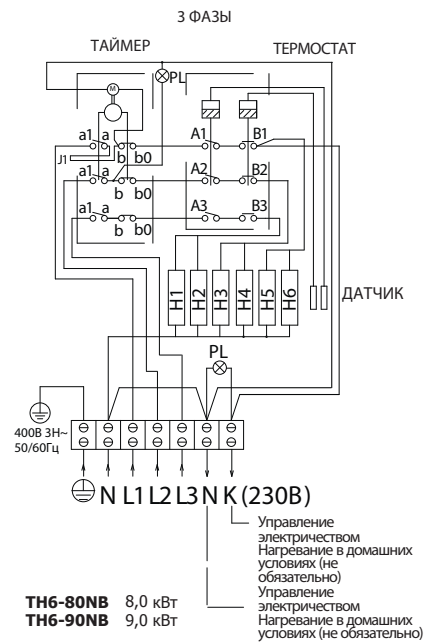 3 ФАЗЫ
ТАЙМЕР
ТЕРМОСТАТ
PL
M
a1 a
A1
B1
J1
b b0
a1 a
A2
B2
b b0
a1 a
A3
B3
b b0
H1
H2
H3
H4
H5
H6
ДАТЧИК
PL
400В 3Н~
50/60Гц
N L1 L2 L3 N K (230В)
Управление
электричеством
Нагревание в домашних
условиях (не
обязательно)
Управление
электричеством
Нагревание в домашних
условиях (не обязательно)
TH6-80NB 8,0 кВт
TH6-90NB 9,0 кВт